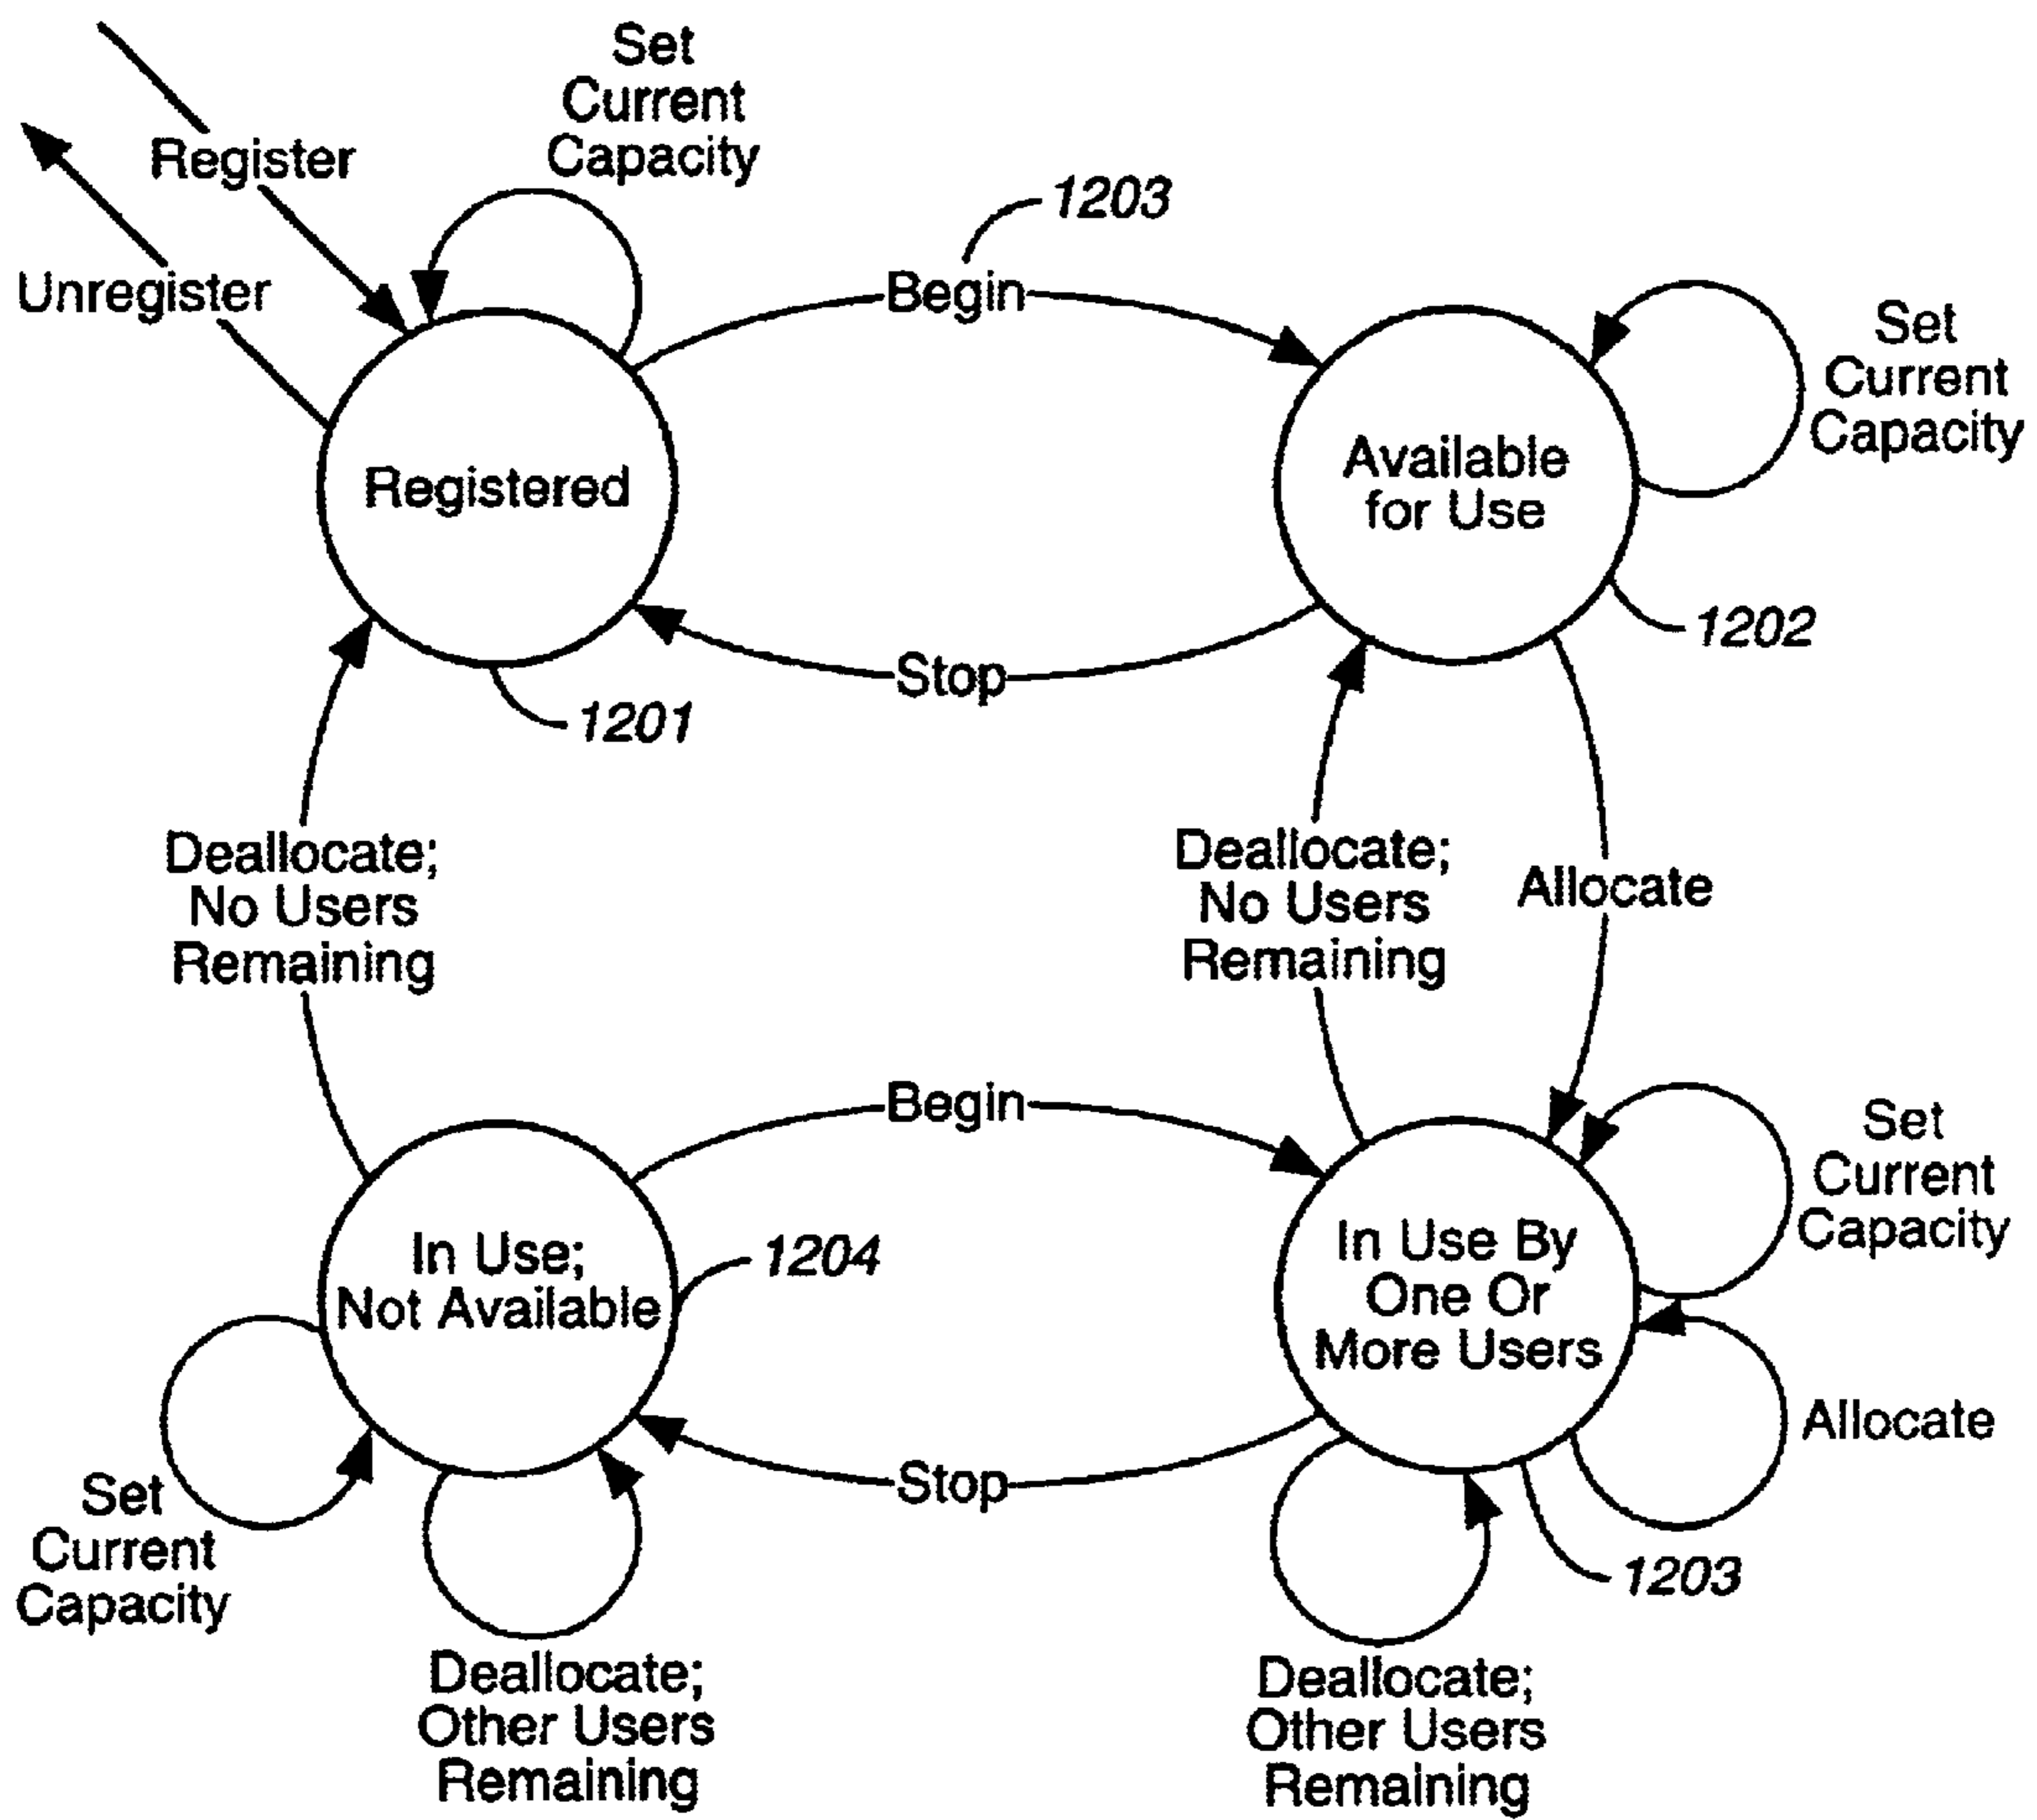 Set
Current
Capacity
Register
1203
Unregister
Begin
Set
Current
Capacity
Registered
Available
for Use
1202
Stop
1201
Deallocate;
No Users
Remaining
Deallocate;
No Users
Remaining
Allocate
Begin
Set
Current
Capacity
In Use;
Not Available
1204
In Use By
One Or
More Users
Allocate
Stop
Set
Current
Capacity
1203
Deallocate;
Other Users
Remaining
Deallocate;
Other Users
Remaining